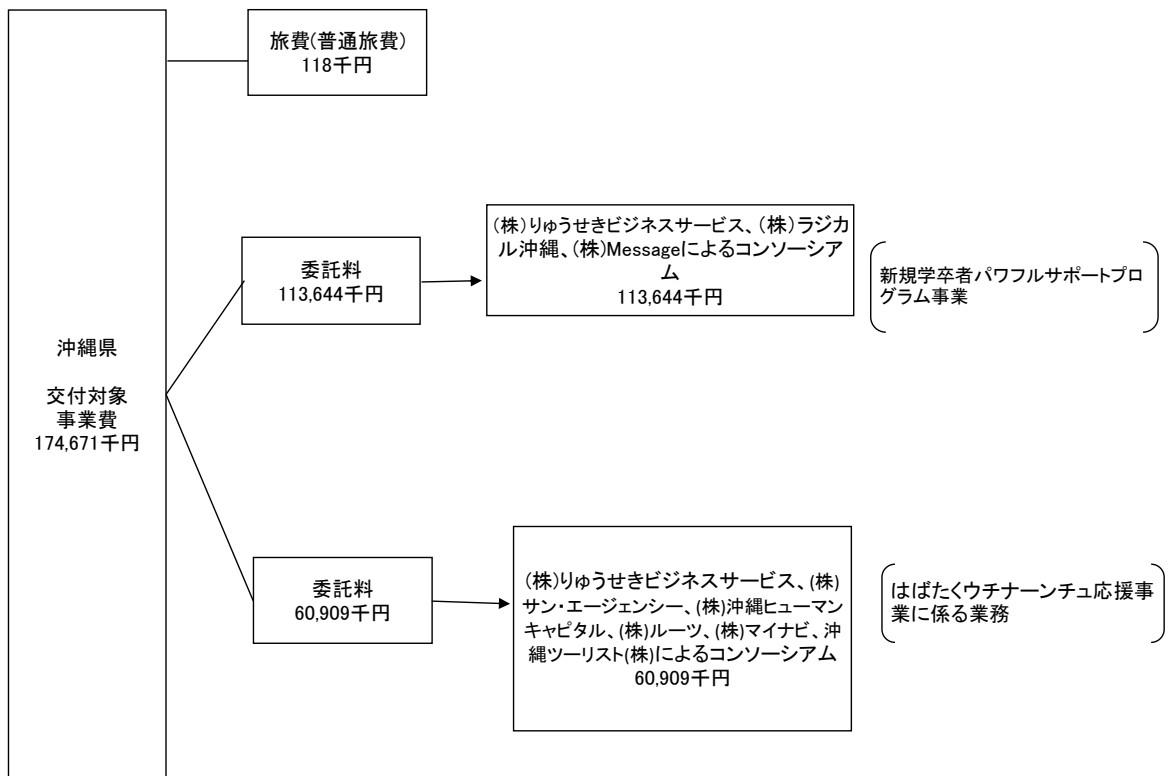 旅費(普通旅費)
118千円
(株)りゅうせきビジネスサービス、(株)ラジカ
ル沖縄、(株)Messageによるコンソーシア
ム
113,644千円
委託料
113,644千円
新規学卒者パワフルサポートプロ
グラム事業
沖縄県
交付対象
事業費
174,671千円
委託料
60,909千円
(株)りゅうせきビジネスサービス、(株)
サン・エージェンシー、(株)沖縄ヒューマン
キャピタル、(株)ルーツ、(株)マイナビ、沖
縄ツーリスト(株)によるコンソーシアム
60,909千円
はばたくウチナーンチュ応援事
業に係る業務